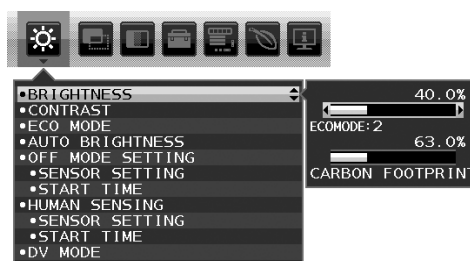 •BRIGHTNESS
•CONTRAST
•ECO MODE
•AUTO BRIGHTNESS
•OFF MODE SETTING
•SENSOR SETTING
•START TIME
•HUMAN SENSING
•SENSOR SETTING
•START TIME
•DV MODE
40.0%
ECOMODE:2
63.0%
CARBON FOOTPRINT